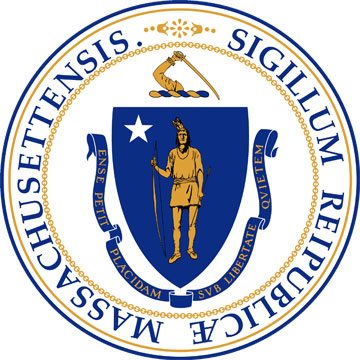 SIGILLUM REIPUBLICÆ MASSACHUSETTENSIS.
ENSE PETIT PLACIDAM SVB LIBERTATE QVIETEM